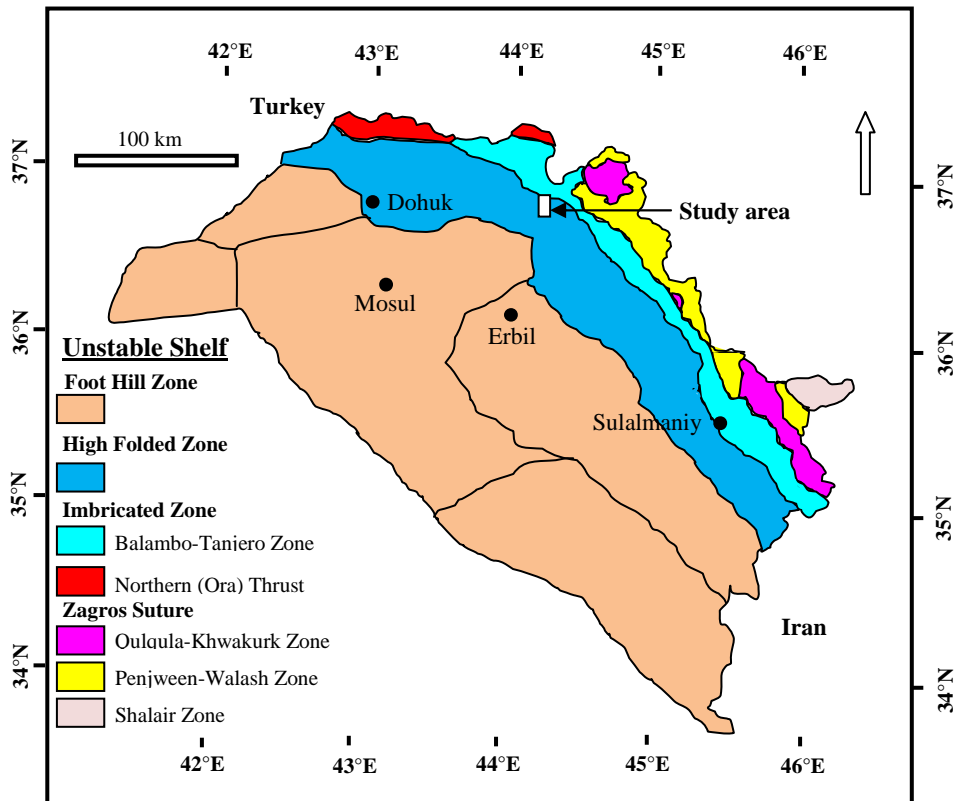 42°E 43°E 44°E 45°E 46°E
Turkey
100 km
37°N
37°N
Dohuk
Study area
Mosul
Erbil
36°N
36°N
Unstable Shelf
Foot Hill Zone
Sulalmaniy
High Folded Zone
35°N
35°N
Imbricated Zone
Balambo-Tanjero Zone
Northern (Ora) Thrust
Zagros Suture
Iran
Qulqula-Khwakurk Zone
34°N
34°N
Penjween-Walash Zone
Shalair Zone
42°E 43°E 44°E 45°E 46°E